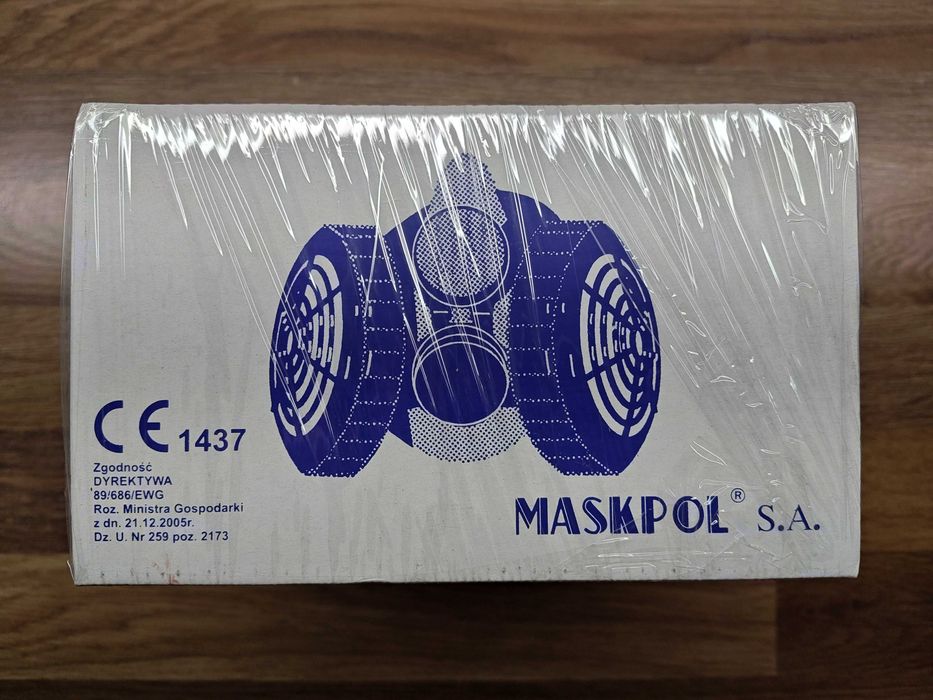 CE 1437
Zgodność
DYREKTYWA
89/686/EWG
Roz. Ministra Gospodarki
z dn. 21.12.2005r.
Dz. U. Nr 259 poz. 2173
MASKPOL® S.A.